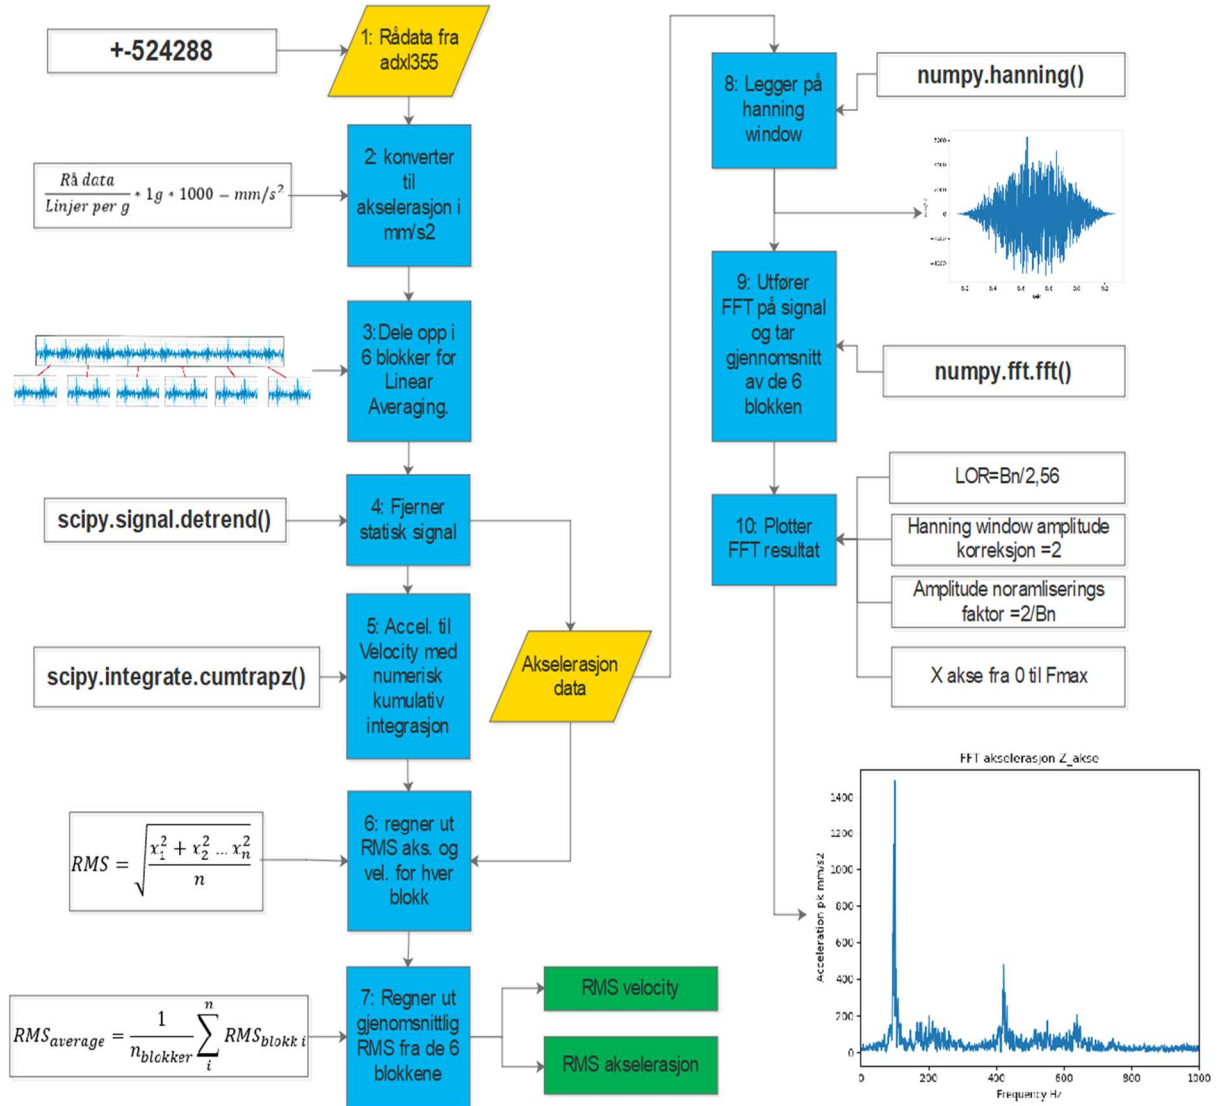 +-524288
1: Rådata fra
adxl355
2: konverter
til
akselerasjon i
mm/s2
Rå data
Linjer per g
* 1g * 1000 − mm/s²
3:Dele opp i
6 blokker for
Linear
Averaging.
scipy.signal.detrend()
4: Fjerner
statisk signal
scipy.integrate.cumtrapz()
5: Accel. til
Velocity med
numerisk
kumulativ
integrasjon
Akselerasjon
data
RMS = √((x₁² + x₂² ... x_n²) / n)
6: regner ut
RMS aks. og
vel. for hver
blokk
RMS_average = 1/n_blokker ∑_i^n RMS_blokk i
7: Regner ut
gjenomsnittlig
RMS fra de 6
blokkene
RMS velocity
RMS akselerasjon
8: Legger på
hanning
window
numpy.hanning()
9: Utfører
FFT på signal
og tar
gjennomsnitt
av de 6
blokken
numpy.fft.fft()
10: Plotter
FFT resultat
LOR=Bn/2,56
Hanning window amplitude
korreksjon =2
Amplitude noramliserings
faktor =2/Bn
X akse fra 0 til Fmax
FFT akselerasjon Z_akse
Acceleration pk mm/s2
1400
1200
1000
800
600
400
200
0
0 200 400 600 800 1000
Frequency Hz